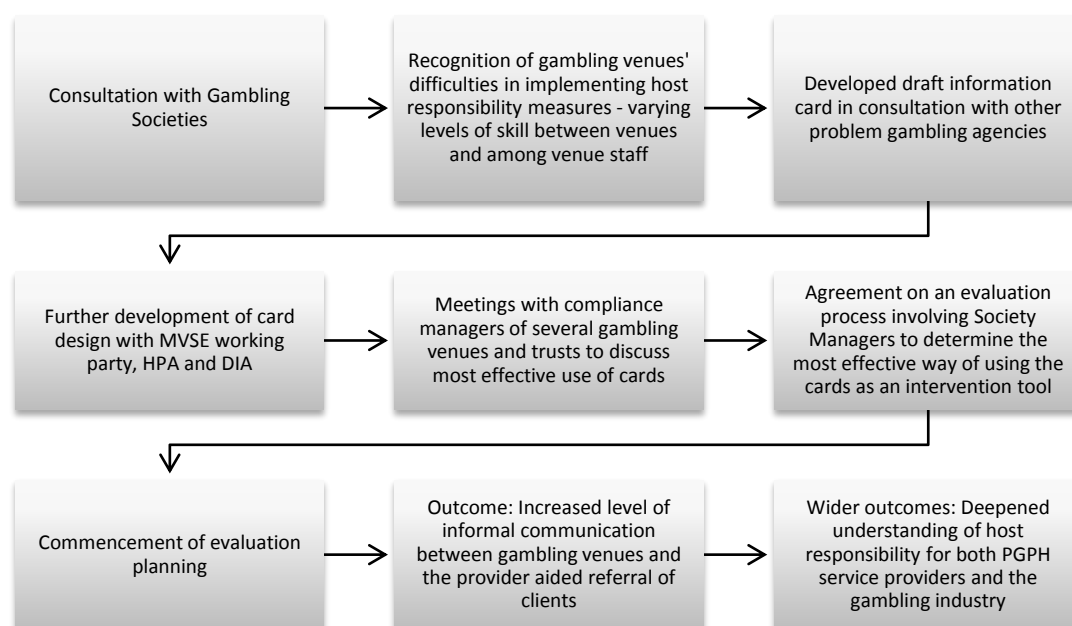 Consultation with Gambling
Societies
Recognition of gambling venues'
difficulties in implementing host
responsibility measures - varying
levels of skill between venues
and among venue staff
Developed draft information
card in consultation with other
problem gambling agencies
Further development of card
design with MVSE working
party, HPA and DIA
Meetings with compliance
managers of several gambling
venues and trusts to discuss
most effective use of cards
Agreement on an evaluation
process involving Society
Managers to determine the
most effective way of using the
cards as an intervention tool
Commencement of evaluation
planning
Outcome: Increased level of
informal communication
between gambling venues and
the provider aided referral of
clients
Wider outcomes: Deepened
understanding of host
responsibility for both PGPH
service providers and the
gambling industry